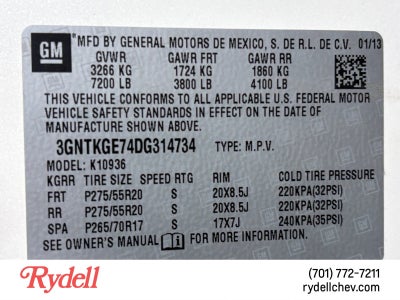 GM *MFD BY GENERAL MOTORS DE MEXICO, S. DE R.L. DE C.V. 01/13
GVWR GAWR FRT GAWR RR
3266 KG 1724 KG 1860 KG
7200 LB 3800 LB 4100 LB
THIS VEHICLE CONFORMS TO ALL APPLICABLE U.S. FEDERAL MOTOR
VEHICLE SAFETY STANDARDS IN EFFECT ON THE DATE OF
MANUFACTURE SHOWN ABOVE.
3GNTKGE74DG314734 TYPE: M.P.V.
MODEL: K10936
KGRR TIRE SIZE SPEED RTG RIM COLD TIRE PRESSURE
FRT P275/55R20 S 20X8.5J 220KPA(32PSI)
RR P275/55R20 S 20X8.5J 220KPA(32PSI)
SPA P265/70R17 S 17X7J 240KPA(35PSI)
SEE OWNER'S MANUAL FOR MORE INFORMATION.
Rydell
(701) 772-7211
rydellchev.com